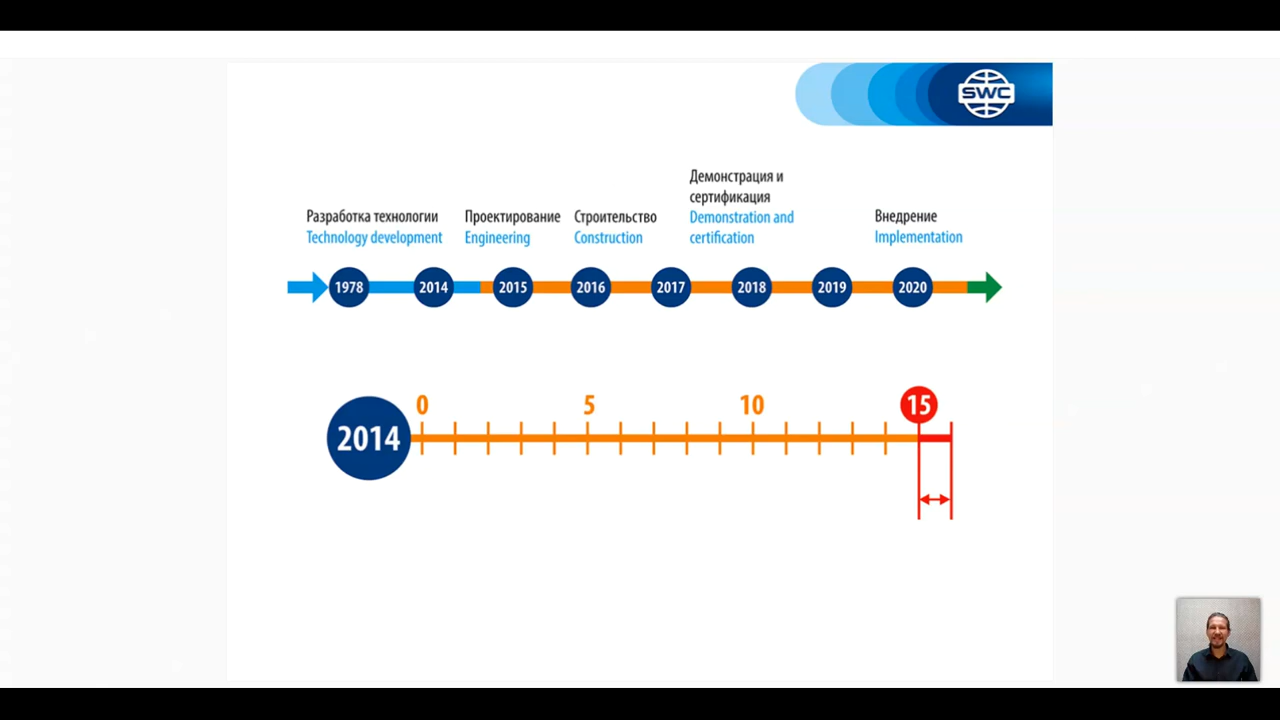 SWC
Демонстрация и
сертификация
Demonstration and
certification
Разработка технологии
Technology development
Проектирование
Engineering
Строительство
Construction
Внедрение
Implementation
1978 2014 2015 2016 2017 2018 2019 2020
0 5 10 15
2014